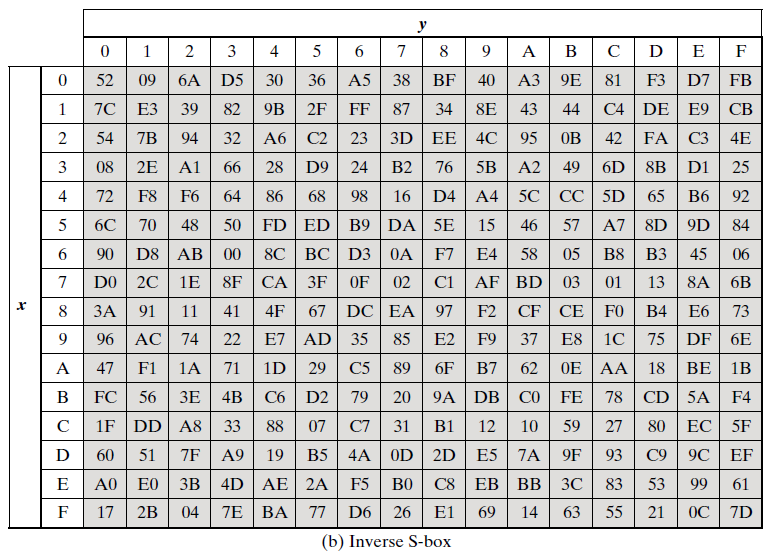 y
0 1 2 3 4 5 6 7 8 9 A B C D E F
0 52 09 6A D5 30 36 A5 38 BF 40 A3 9E 81 F3 D7 FB
1 7C E3 39 82 9B 2F FF 87 34 8E 43 44 C4 DE E9 CB
2 54 7B 94 32 A6 C2 23 3D EE 4C 95 0B 42 FA C3 4E
3 08 2E A1 66 28 D9 24 B2 76 5B A2 49 6D 8B D1 25
4 72 F8 F6 64 86 68 98 16 D4 A4 5C CC 5D 65 B6 92
5 6C 70 48 50 FD ED B9 DA 5E 15 46 57 A7 8D 9D 84
6 90 D8 AB 00 8C BC D3 0A F7 E4 58 05 B8 B3 45 06
7 D0 2C 1E 8F CA 3F 0F 02 C1 AF BD 03 01 13 8A 6B
x
8 3A 91 11 41 4F 67 DC EA 97 F2 CF CE F0 B4 E6 73
9 96 AC 74 22 E7 AD 35 85 E2 F9 37 E8 1C 75 DF 6E
A 47 F1 1A 71 1D 29 C5 89 6F B7 62 0E AA 18 BE 1B
B FC 56 3E 4B C6 D2 79 20 9A DB C0 FE 78 CD 5A F4
C 1F DD A8 33 88 07 C7 31 B1 12 10 59 27 80 EC 5F
D 60 51 7F A9 19 B5 4A 0D 2D E5 7A 9F 93 C9 9C EF
E A0 E0 3B 4D AE 2A F5 B0 C8 EB BB 3C 83 53 99 61
F 17 2B 04 7E BA 77 D6 26 E1 69 14 63 55 21 0C 7D
(b) Inverse S-box